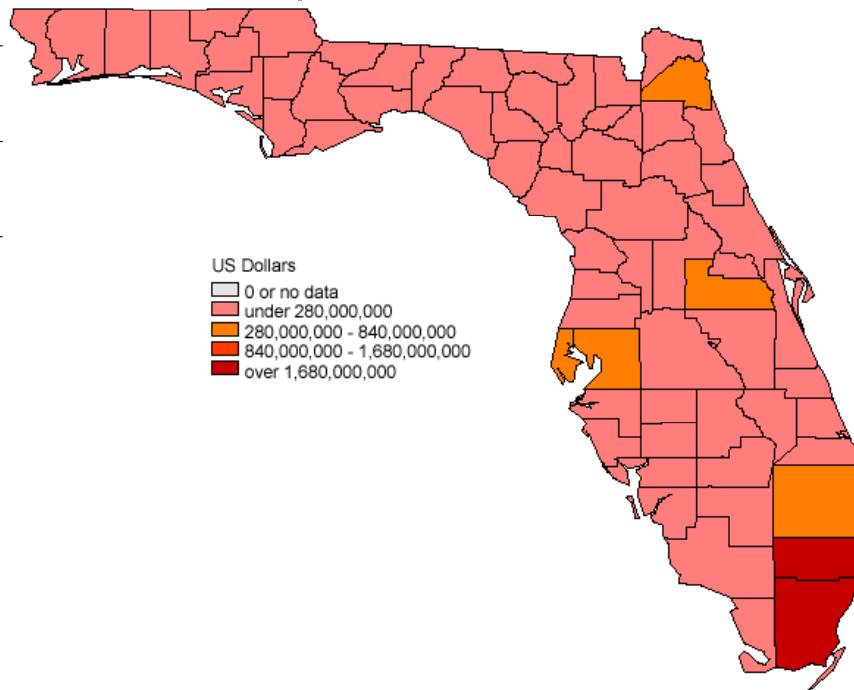 US Dollars
0 or no data
under 280,000,000
280,000,000 - 840,000,000
840,000,000 - 1,680,000,000
over 1,680,000,000